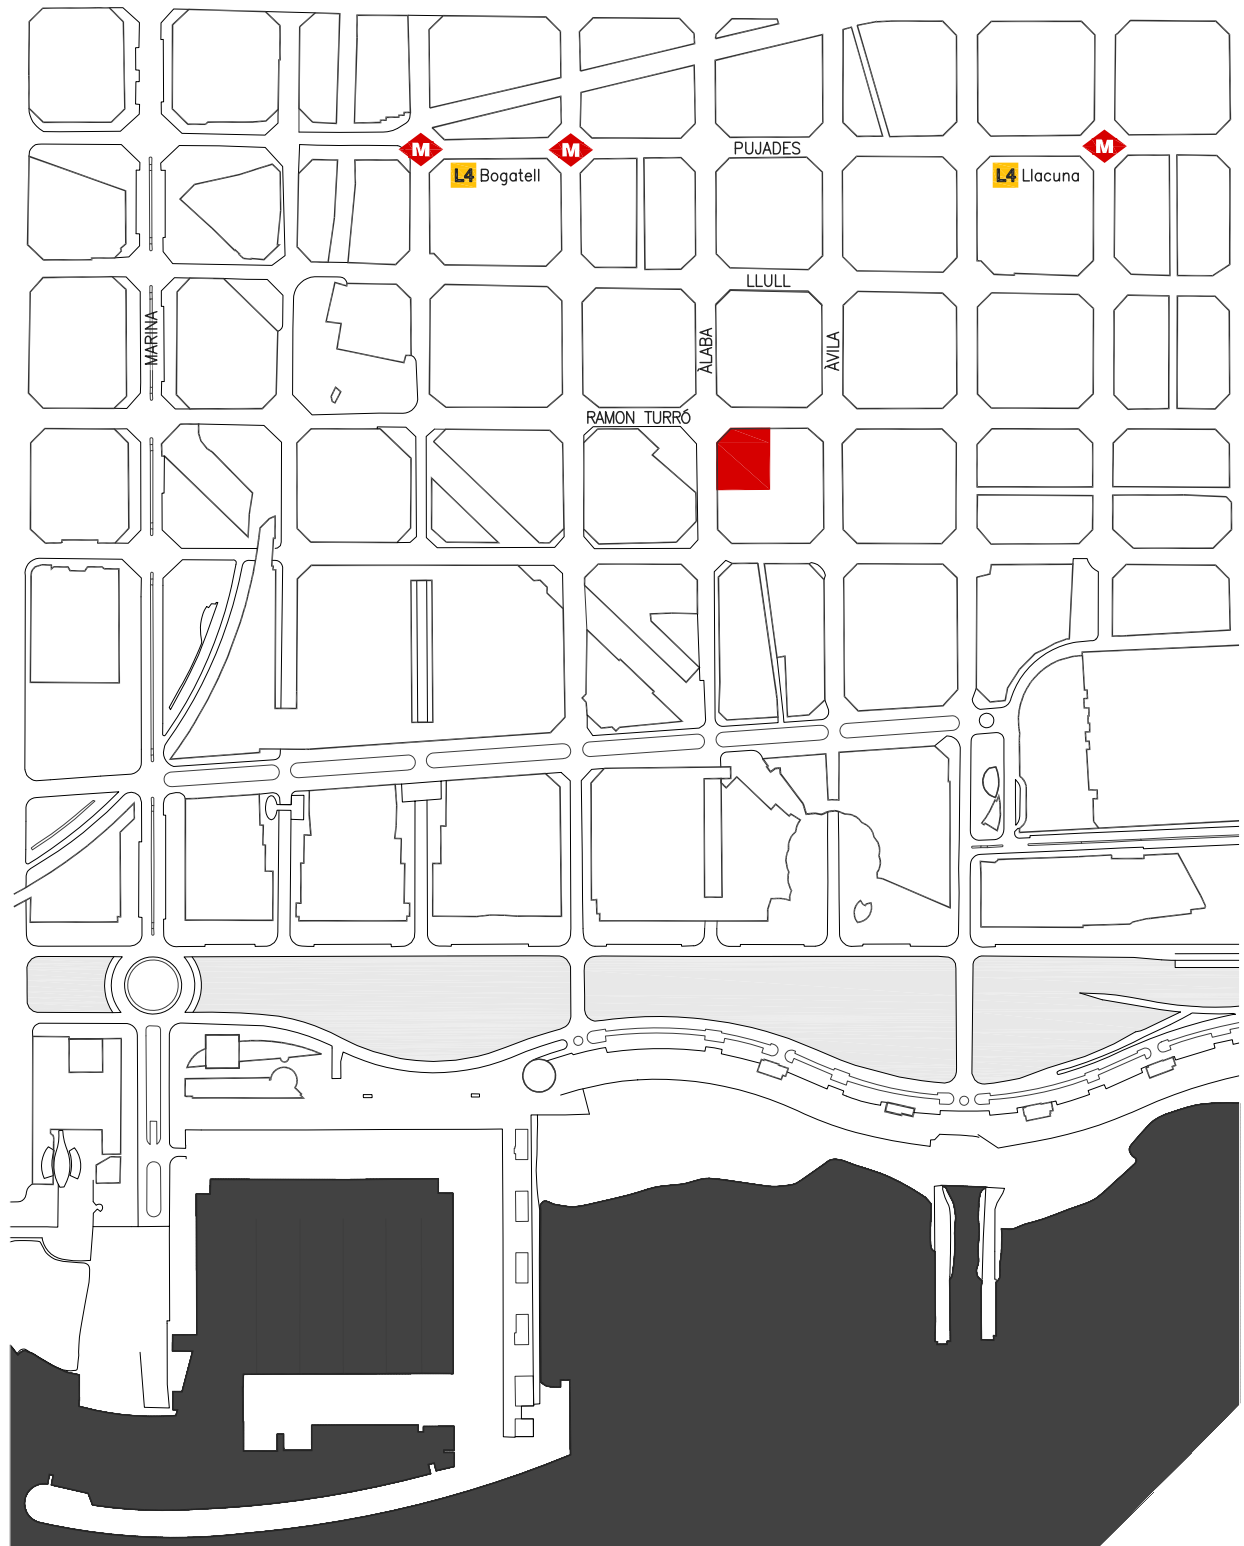 M
M
M
PUJADES
L4 Bogatell
L4 Llacuna
LLULL
MARINA
ÀLABA
ÀVILA
RAMON TURRÓ